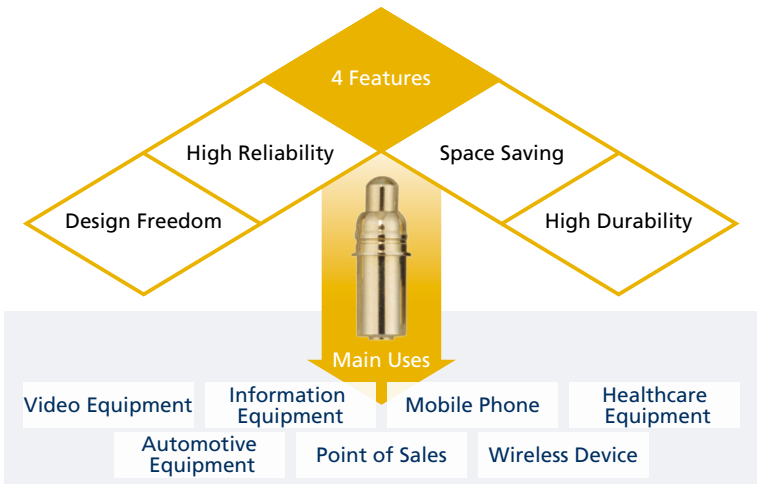 4 Features
High Reliability
Space Saving
Design Freedom
High Durability
Main Uses
Video Equipment
Information
Equipment
Mobile Phone
Healthcare
Equipment
Automotive
Equipment
Point of Sales
Wireless Device